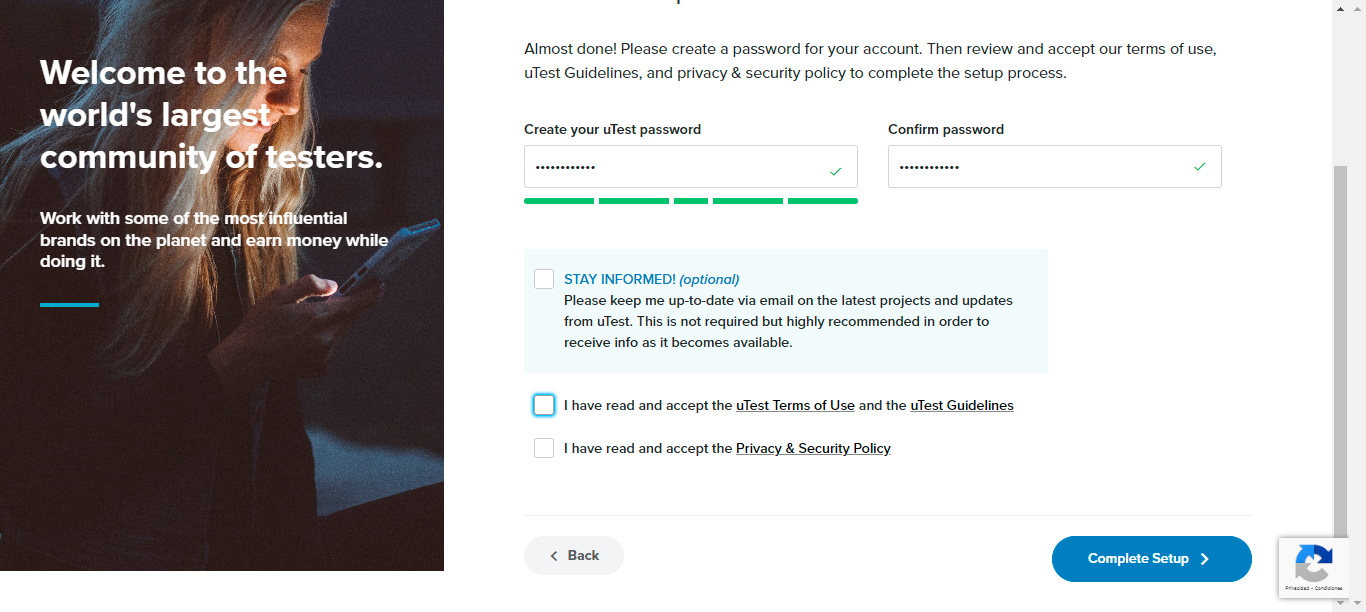 Welcome to the
world's largest
community of testers.
Work with some of the most influential
brands on the planet and earn money while
doing it.
Almost done! Please create a password for your account. Then review and accept our terms of use,
uTest Guidelines, and privacy & security policy to complete the setup process.
Create your uTest password
Confirm password
••••••••••••
••••••••••••
STAY INFORMED! (optional)
Please keep me up-to-date via email on the latest projects and updates
from uTest. This is not required but highly recommended in order to
receive info as it becomes available.
I have read and accept the uTest Terms of Use and the uTest Guidelines
I have read and accept the Privacy & Security Policy
Back
Complete Setup
Privacidad - Condiciones